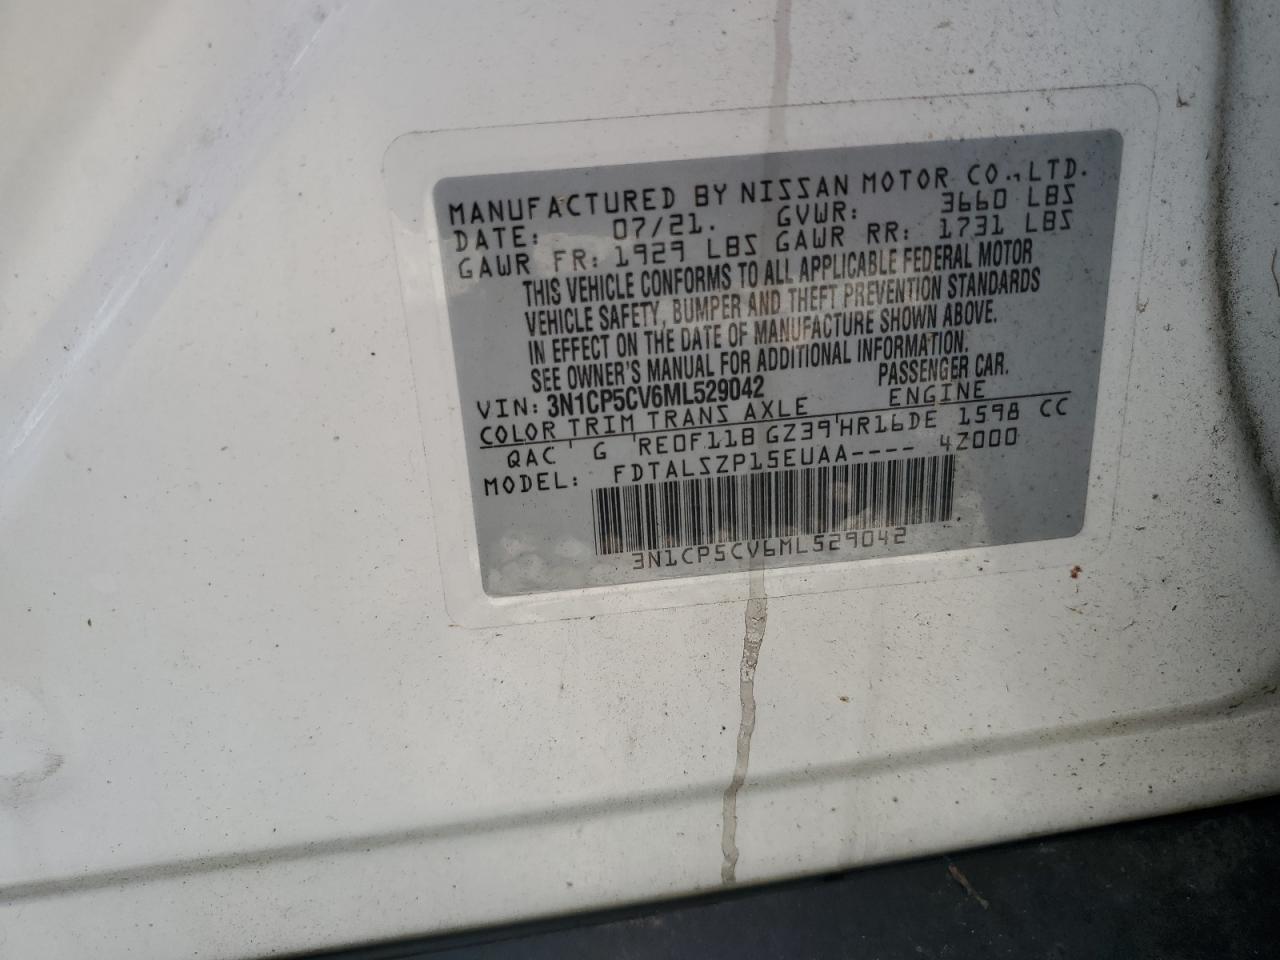 MANUFACTURED BY NISSAN MOTOR CO., LTD.
DATE: 07/21. GVWR: 3660 LBS
GAWR FR: 1929 LBS GAWR RR: 1731 LBS
THIS VEHICLE CONFORMS TO ALL APPLICABLE FEDERAL MOTOR
VEHICLE SAFETY, BUMPER AND THEFT PREVENTION STANDARDS
IN EFFECT ON THE DATE OF MANUFACTURE SHOWN ABOVE.
SEE OWNER'S MANUAL FOR ADDITIONAL INFORMATION.
VIN: 3N1CP5CV6ML529042 PASSENGER CAR.
COLOR TRIM TRANS AXLE ENGINE
QAC ' G 'RE0F11B GZ39'HR16DE 1598 CC
MODEL: FDTALSZP15EUAA---- 4Z000
3N1CP5CV6ML529042